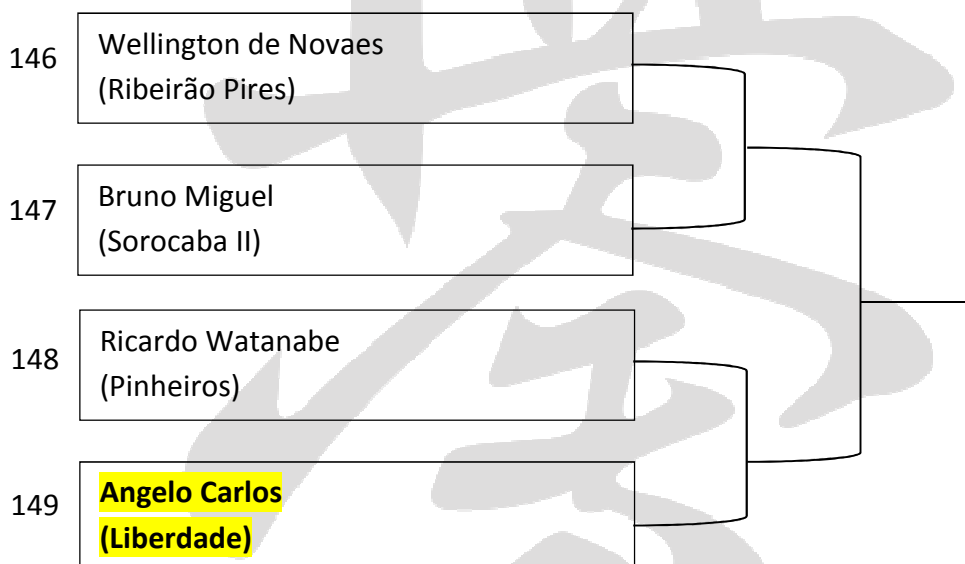 146
Wellington de Novaes
(Ribeirão Pires)
147
Bruno Miguel
(Sorocaba II)
148
Ricardo Watanabe
(Pinheiros)
149
Angelo Carlos
(Liberdade)